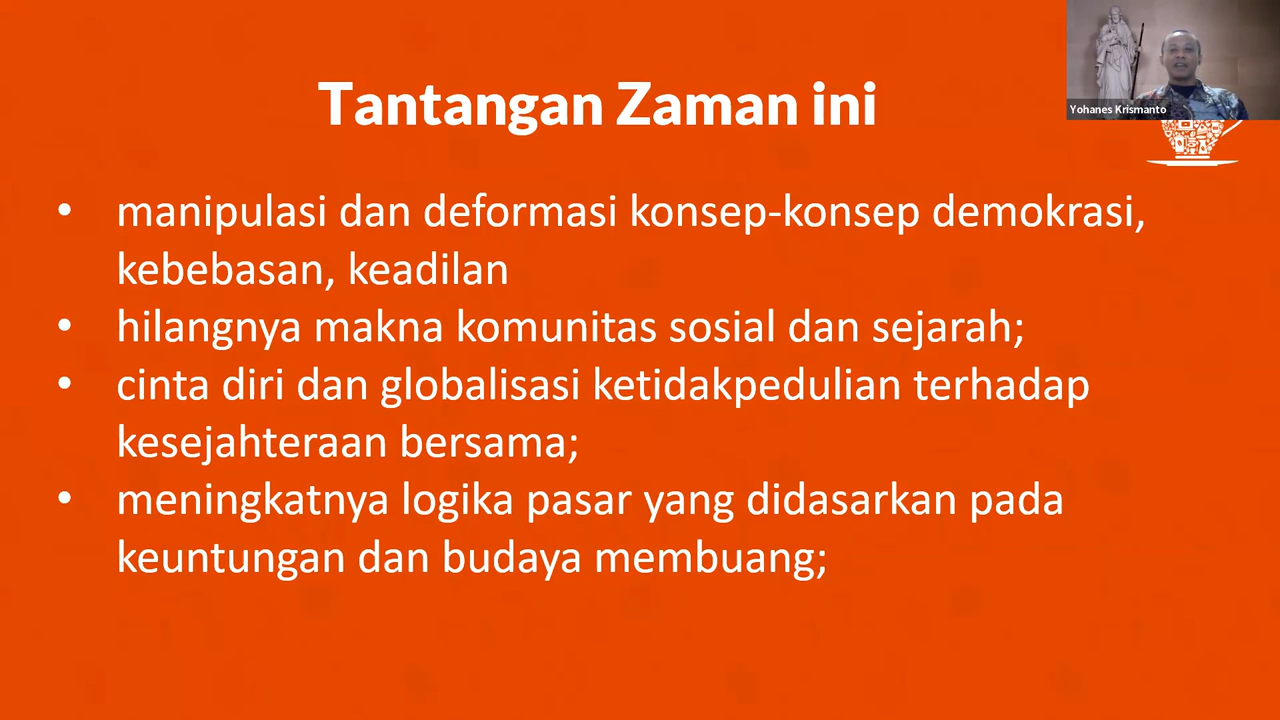 Tantangan Zaman ini
Yohanes Krismanto
• manipulasi dan deformasi konsep-konsep demokrasi,
kebebasan, keadilan
• hilangnya makna komunitas sosial dan sejarah;
• cinta diri dan globalisasi ketidakpedulian terhadap
kesejahteraan bersama;
• meningkatnya logika pasar yang didasarkan pada
keuntungan dan budaya membuang;